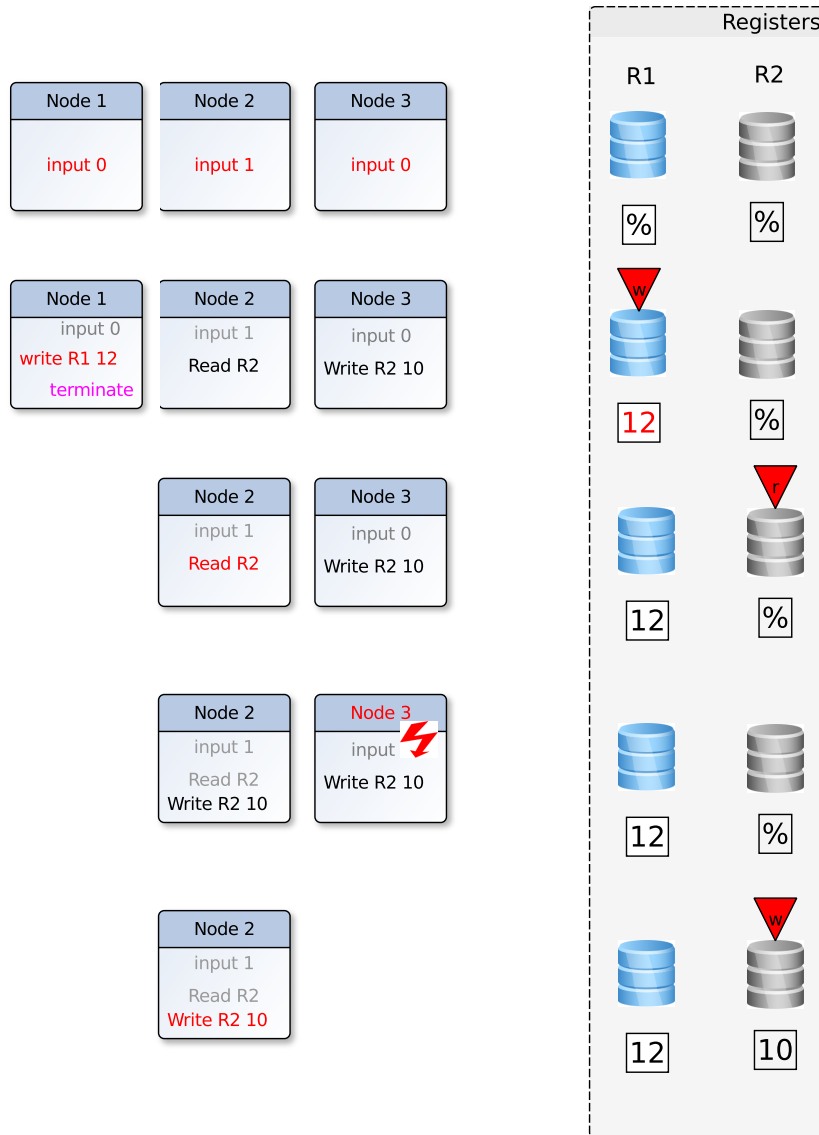 Registers
R1
R2
Node 1
Node 2
Node 3
input 0
input 1
input 0
%
%
w
Node 1
Node 2
Node 3
input 0
input 1
input 0
write R1 12
Read R2
Write R2 10
terminate
12
%
r
Node 2
Node 3
input 1
input 0
Read R2
Write R2 10
12
%
Node 2
Node 3
input 1
input
Read R2
Write R2 10
Write R2 10
12
%
w
Node 2
input 1
Read R2
Write R2 10
12
10